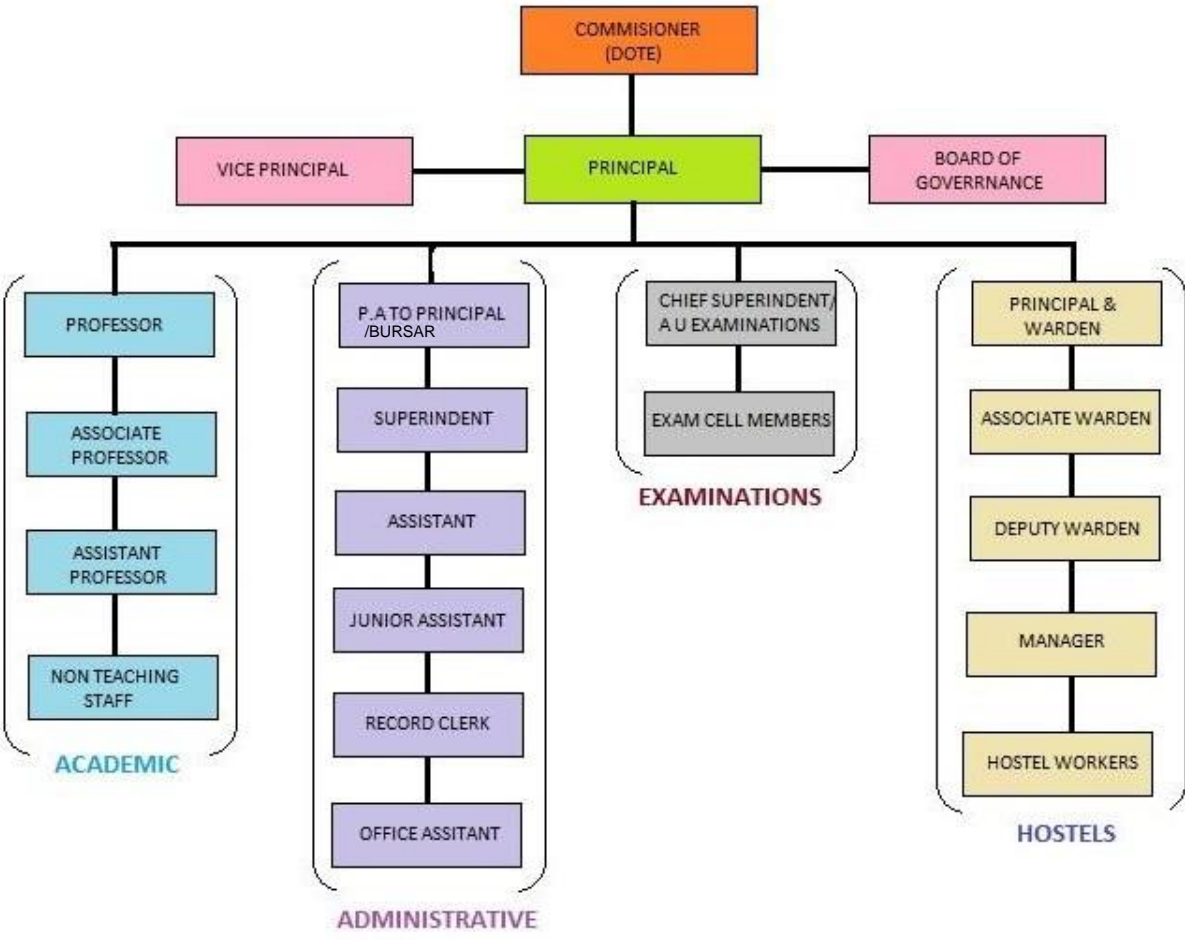 COMMISIONER
(DOTE)
VICE PRINCIPAL
PRINCIPAL
BOARD OF
GOVERRNANCE
PROFESSOR
ASSOCIATE
PROFESSOR
ASSISTANT
PROFESSOR
NON TEACHING
STAFF
ACADEMIC
P.A TO PRINCIPAL
/BURSAR
SUPERINDENT
ASSISTANT
JUNIOR ASSISTANT
RECORD CLERK
OFFICE ASSITANT
ADMINISTRATIVE
CHIEF SUPERINDENT/
A U EXAMINATIONS
EXAM CELL MEMBERS
EXAMINATIONS
PRINCIPAL &
WARDEN
ASSOCIATE WARDEN
DEPUTY WARDEN
MANAGER
HOSTEL WORKERS
HOSTELS